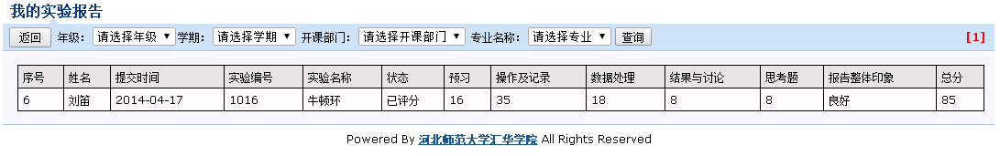 我的实验报告
返回 年级： 请选择年级 学期： 请选择学期 开课部门： 请选择开课部门 专业名称： 请选择专业 查询 [1]
序号 姓名 提交时间 实验编号 实验名称 状态 预习 操作及记录 数据处理 结果与讨论 思考题 报告整体印象 总分
6 刘笛 2014-04-17 1016 牛顿环 已评分 16 35 18 8 8 良好 85
Powered By 河北师范大学汇华学院 All Rights Reserved